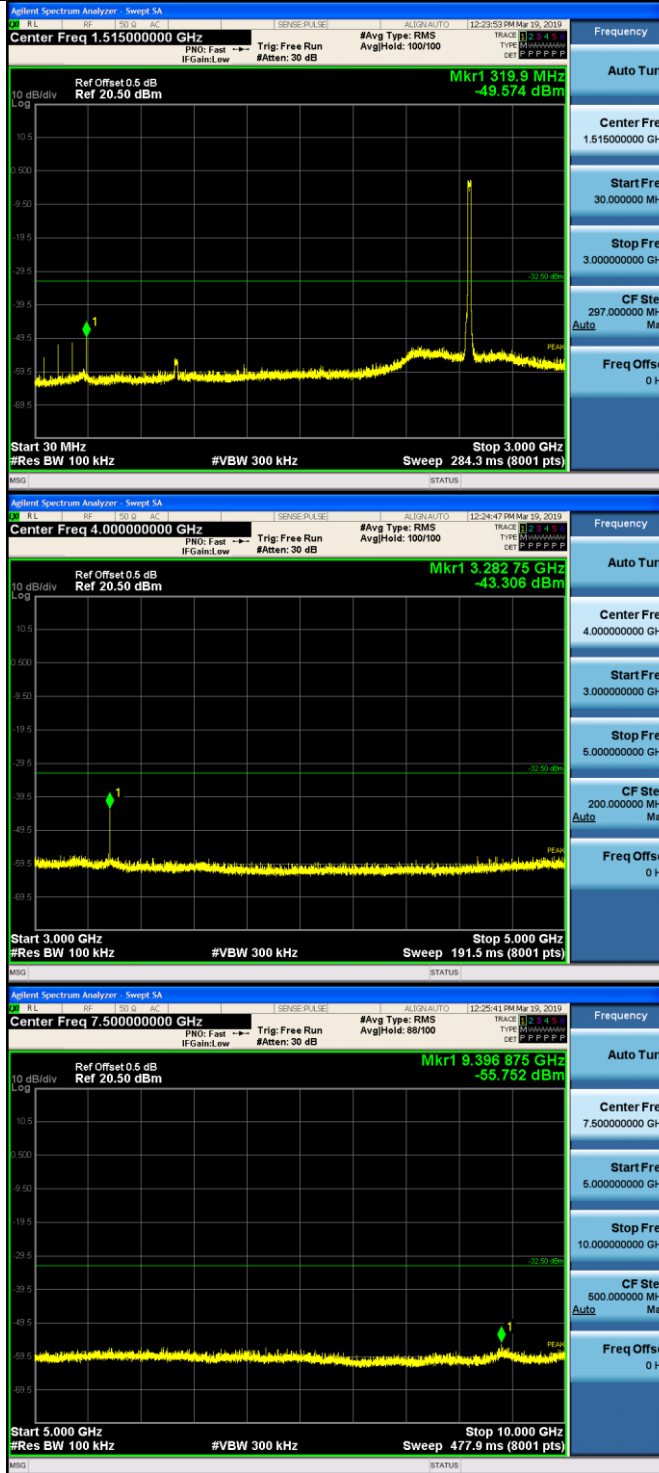 Agilent Spectrum Analyzer - Swept SA
RL RF 50 Ω AC SENSE:PULSE ALIGNAUTO 12:23:53 PM Mar 19, 2019
Center Freq 1.515000000 GHz
PNO: Fast Trig: Free Run #Avg Type: RMS TRACE 1 2 3 4 5 6
IFGain:Low #Atten: 30 dB Avg|Hold: 100/100 TYPE M
DET P P P P P P
Mkr1 319.9 MHz
-49.574 dBm
Ref Offset 0.5 dB
10 dB/div Ref 20.50 dBm
Log
10.5
0.500
-9.50
-19.5
-29.5
-32.50 dBm
-39.5
1
-49.5
PEAK
-59.5
-69.5
Start 30 MHz Stop 3.000 GHz
#Res BW 100 kHz #VBW 300 kHz Sweep 284.3 ms (8001 pts)
MSG STATUS
Frequency
Auto Tun
Center Fre
1.515000000 GH
Start Fre
30.000000 MH
Stop Fre
3.000000000 GH
CF Ste
297.000000 MH
Auto Ma
Freq Offse
0 H
Agilent Spectrum Analyzer - Swept SA
RL RF 50 Ω AC SENSE:PULSE ALIGNAUTO 12:24:47 PM Mar 19, 2019
Center Freq 4.000000000 GHz
PNO: Fast Trig: Free Run #Avg Type: RMS TRACE 1 2 3 4 5 6
IFGain:Low #Atten: 30 dB Avg|Hold: 100/100 TYPE M
DET P P P P P P
Mkr1 3.282 75 GHz
-43.306 dBm
Ref Offset 0.5 dB
10 dB/div Ref 20.50 dBm
Log
10.5
0.500
-9.50
-19.5
-29.5
-32.50 dBm
-39.5
1
-49.5
PEAK
-59.5
-69.5
Start 3.000 GHz Stop 5.000 GHz
#Res BW 100 kHz #VBW 300 kHz Sweep 191.5 ms (8001 pts)
MSG STATUS
Frequency
Auto Tun
Center Fre
4.000000000 GH
Start Fre
3.000000000 GH
Stop Fre
5.000000000 GH
CF Ste
200.000000 MH
Auto Ma
Freq Offse
0 H
Agilent Spectrum Analyzer - Swept SA
RL RF 50 Ω AC SENSE:PULSE ALIGNAUTO 12:25:41 PM Mar 19, 2019
Center Freq 7.500000000 GHz
PNO: Fast Trig: Free Run #Avg Type: RMS TRACE 1 2 3 4 5 6
IFGain:Low #Atten: 30 dB Avg|Hold: 88/100 TYPE M
DET P P P P P P
Mkr1 9.396 875 GHz
-55.752 dBm
Ref Offset 0.5 dB
10 dB/div Ref 20.50 dBm
Log
10.5
0.500
-9.50
-19.5
-29.5
-32.50 dBm
-39.5
-49.5
1
PEAK
-59.5
-69.5
Start 5.000 GHz Stop 10.000 GHz
#Res BW 100 kHz #VBW 300 kHz Sweep 477.9 ms (8001 pts)
MSG STATUS
Frequency
Auto Tun
Center Fre
7.500000000 GH
Start Fre
5.000000000 GH
Stop Fre
10.000000000 GH
CF Ste
500.000000 MH
Auto Ma
Freq Offse
0 H